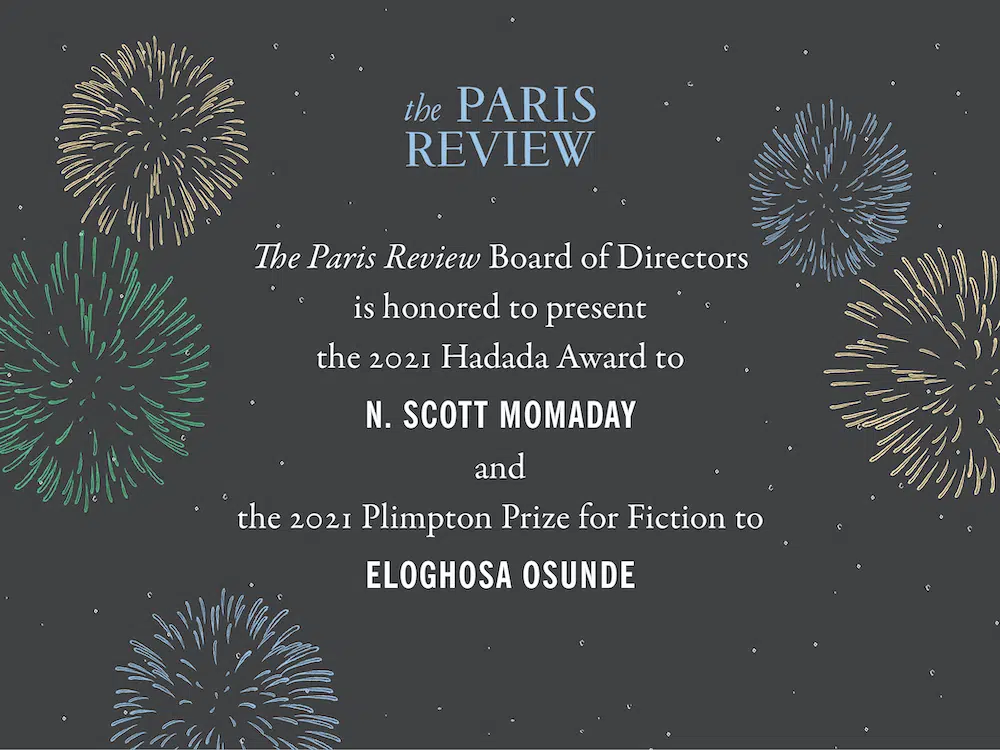 the PARIS
REVIEW
The Paris Review Board of Directors
is honored to present
the 2021 Hadada Award to
N. SCOTT MOMADAY
and
the 2021 Plimpton Prize for Fiction to
ELOGHOSA OSUNDE